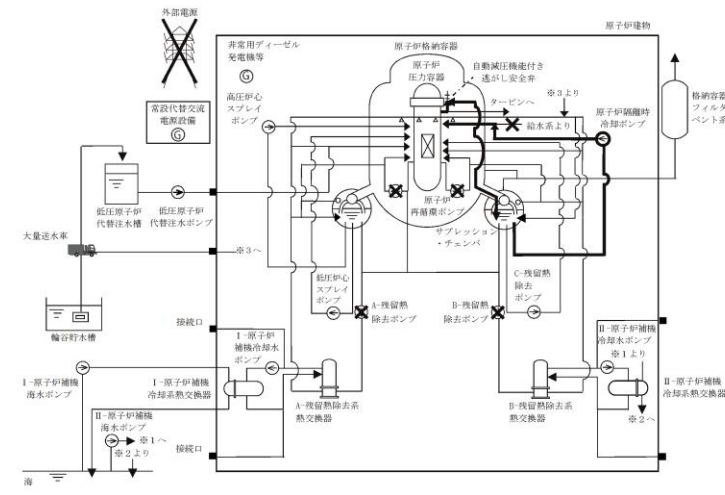 外部電源
原子炉建物
非常用ディーゼル
発電機等
G
原子炉格納容器
原子炉
圧力容器
自動減圧機能付き
逃がし安全弁
高圧炉心
スプレイ
ポンプ
タービンへ
※3より
給水系より
原子炉隔離時
冷却ポンプ
格納容器
フィルタ
ベント系
常設代替交流
電源設備
G
低圧原子炉
代替注水槽
低圧原子炉
代替注水ポンプ
原子炉
再循環ポンプ
サプレッション
・チェンバ
大量送水車
※3へ
輪谷貯水槽
低圧炉心
スプレイ
ポンプ
A-残留熱
除去ポンプ
B-残留熱
除去ポンプ
C-残留熱
除去
ポンプ
接続口
I-原子炉補機
冷却水
ポンプ
II-原子炉補機
冷却水ポンプ
※1より
I-原子炉補機
海水ポンプ
I-原子炉補機
冷却系熱交換器
II-原子炉補機
冷却系熱交換器
A-残留熱除去系
熱交換器
B-残留熱除去系
熱交換器
※2へ
II-原子炉補機
海水ポンプ
※1へ
※2より
接続口
海